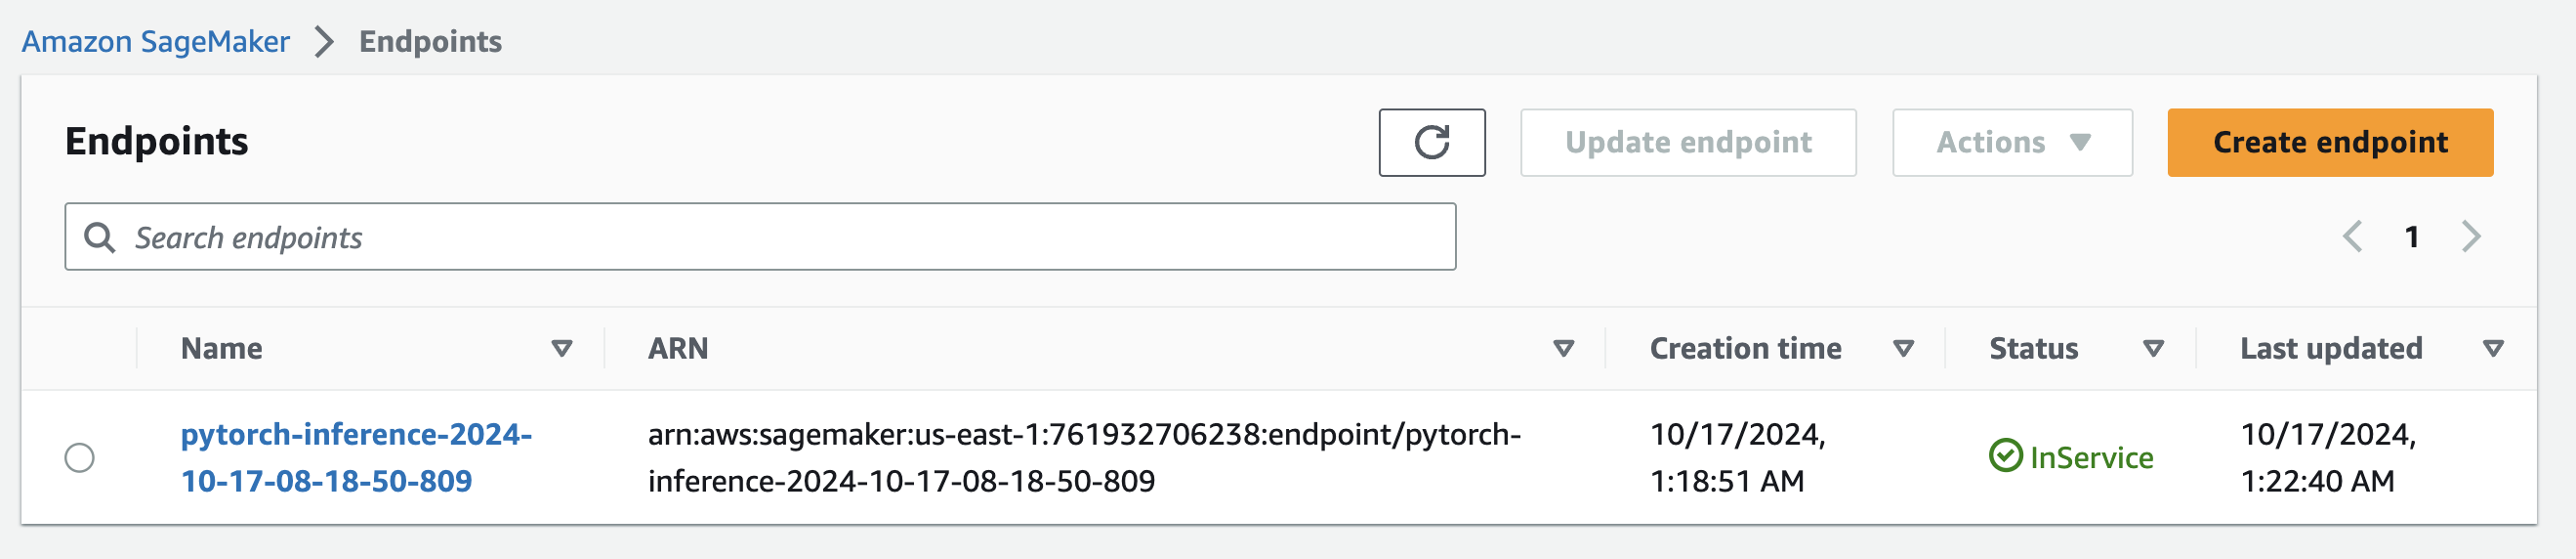 Amazon SageMaker > Endpoints
Endpoints
Update endpoint
Actions
Create endpoint
Search endpoints
1
Name
ARN
Creation time
Status
Last updated
pytorch-inference-2024-
10-17-08-18-50-809
arn:aws:sagemaker:us-east-1:761932706238:endpoint/pytorch-
inference-2024-10-17-08-18-50-809
10/17/2024,
1:18:51 AM
InService
10/17/2024,
1:22:40 AM